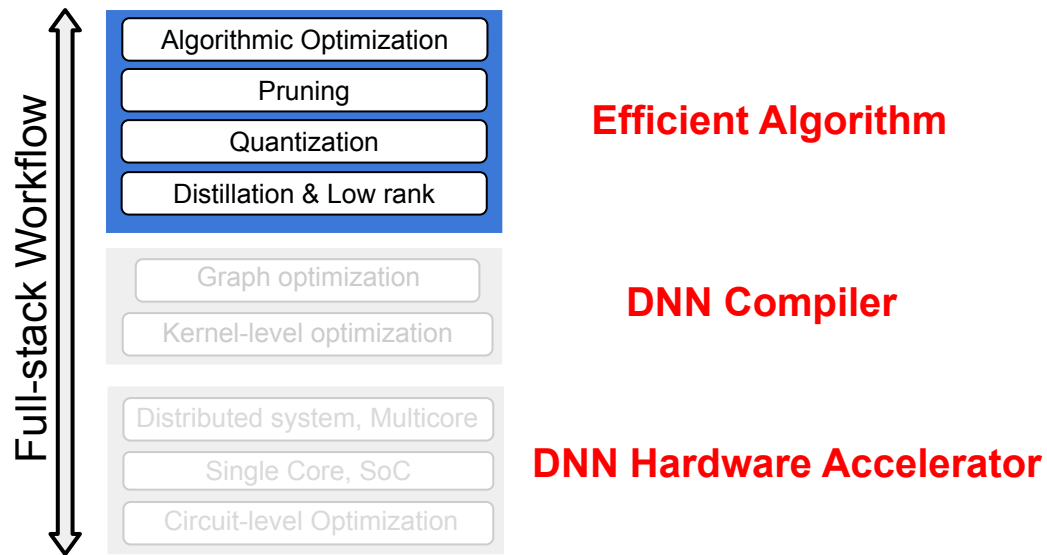 Full-stack Workflow
Algorithmic Optimization
Pruning
Quantization
Distillation & Low rank
Efficient Algorithm
Graph optimization
Kernel-level optimization
DNN Compiler
Distributed system, Multicore
Single Core, SoC
Circuit-level Optimization
DNN Hardware Accelerator